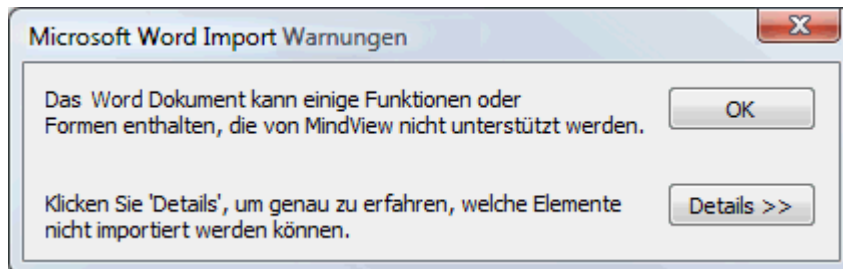 Microsoft Word Import Warnungen
Das Word Dokument kann einige Funktionen oder
Formen enthalten, die von MindView nicht unterstützt werden.
OK
Klicken Sie 'Details', um genau zu erfahren, welche Elemente
nicht importiert werden können.
Details >>